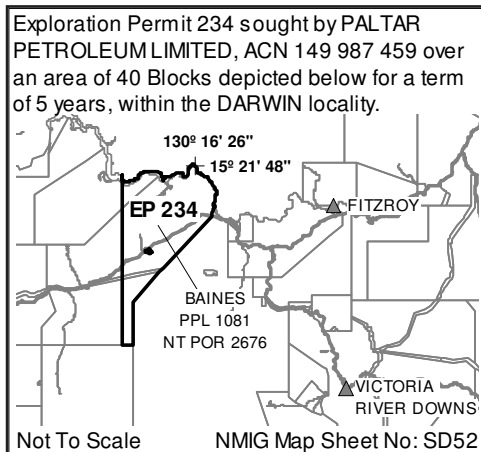 Exploration Permit 234 sought by PALTAR
PETROLEUM LIMITED, ACN 149 987 459 over
an area of 40 Blocks depicted below for a term
of 5 years, within the DARWIN locality.
130º 16' 26"
15º 21' 48"
EP 234
FITZROY
BAINES
PPL 1081
NT POR 2676
VICTORIA
RIVER DOWNS
Not To Scale
NMIG Map Sheet No: SD52